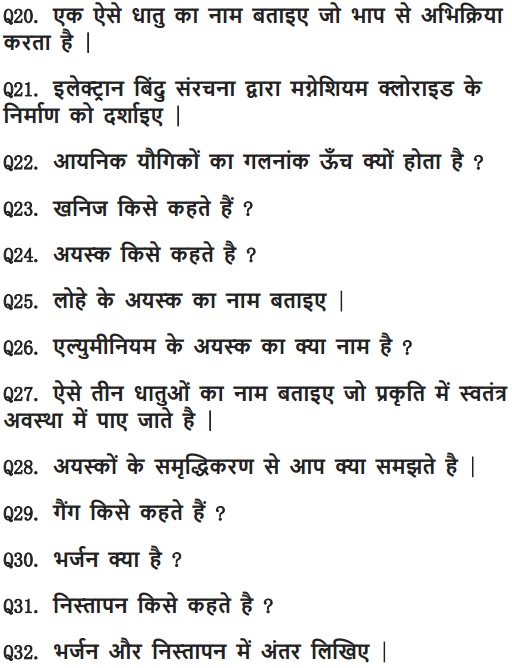 Q20. एक ऐसे धातु का नाम बताइए जो भाप से अभिक्रिया
करता है |
Q21. इलेक्ट्रान बिंदु संरचना द्वारा मग्नेशियम क्लोराइड के
निर्माण को दर्शाइए |
Q22. आयनिक यौगिकों का गलनांक ऊँच क्यों होता है ?
Q23. खनिज किसे कहते हैं ?
Q24. अयस्क किसे कहते है ?
Q25. लोहे के अयस्क का नाम बताइए |
Q26. एल्युमीनियम के अयस्क का क्या नाम है ?
Q27. ऐसे तीन धातुओं का नाम बताइए जो प्रकृति में स्वतंत्र
अवस्था में पाए जाते है |
Q28. अयस्कों के समृद्धिकरण से आप क्या समझते है |
Q29. गैंग किसे कहते हैं ?
Q30. भर्जन क्या है ?
Q31. निस्तापन किसे कहते है ?
Q32. भर्जन और निस्तापन में अंतर लिखिए |